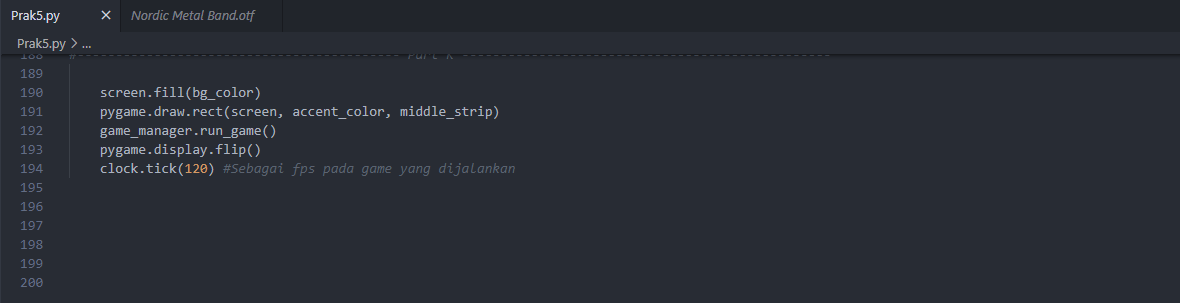 Prak5.py × Nordic Metal Band.otf
Prak5.py > ...
188 #------------------------------------------ Part K ------------------------------------------------
189
190 screen.fill(bg_color)
191 pygame.draw.rect(screen, accent_color, middle_strip)
192 game_manager.run_game()
193 pygame.display.flip()
194 clock.tick(120) #Sebagai fps pada game yang dijalankan
195
196
197
198
199
200